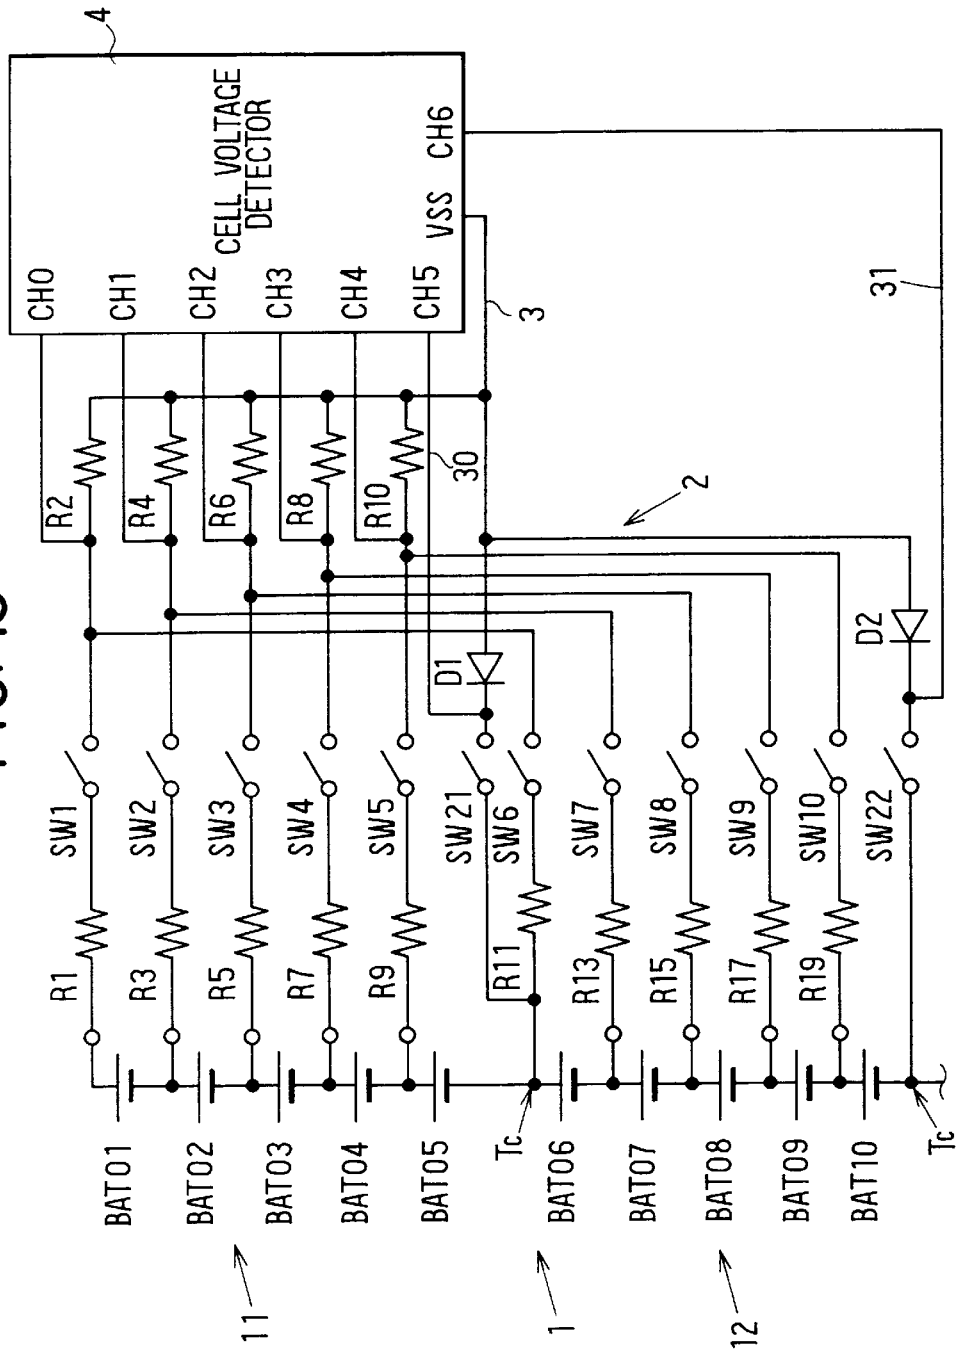 4
CELL VOLTAGE
DETECTOR
CH0
CH1
CH2
CH3
CH4
CH5
VSS
CH6
3
31
30
2
R2
R4
R6
R8
R10
D1
D2
SW1
SW2
SW3
SW4
SW5
SW21
SW6
SW7
SW8
SW9
SW10
SW22
R1
R3
R5
R7
R9
R11
R13
R15
R17
R19
Tc
Tc
BAT01
BAT02
BAT03
BAT04
BAT05
BAT06
BAT07
BAT08
BAT09
BAT10
11
1
12